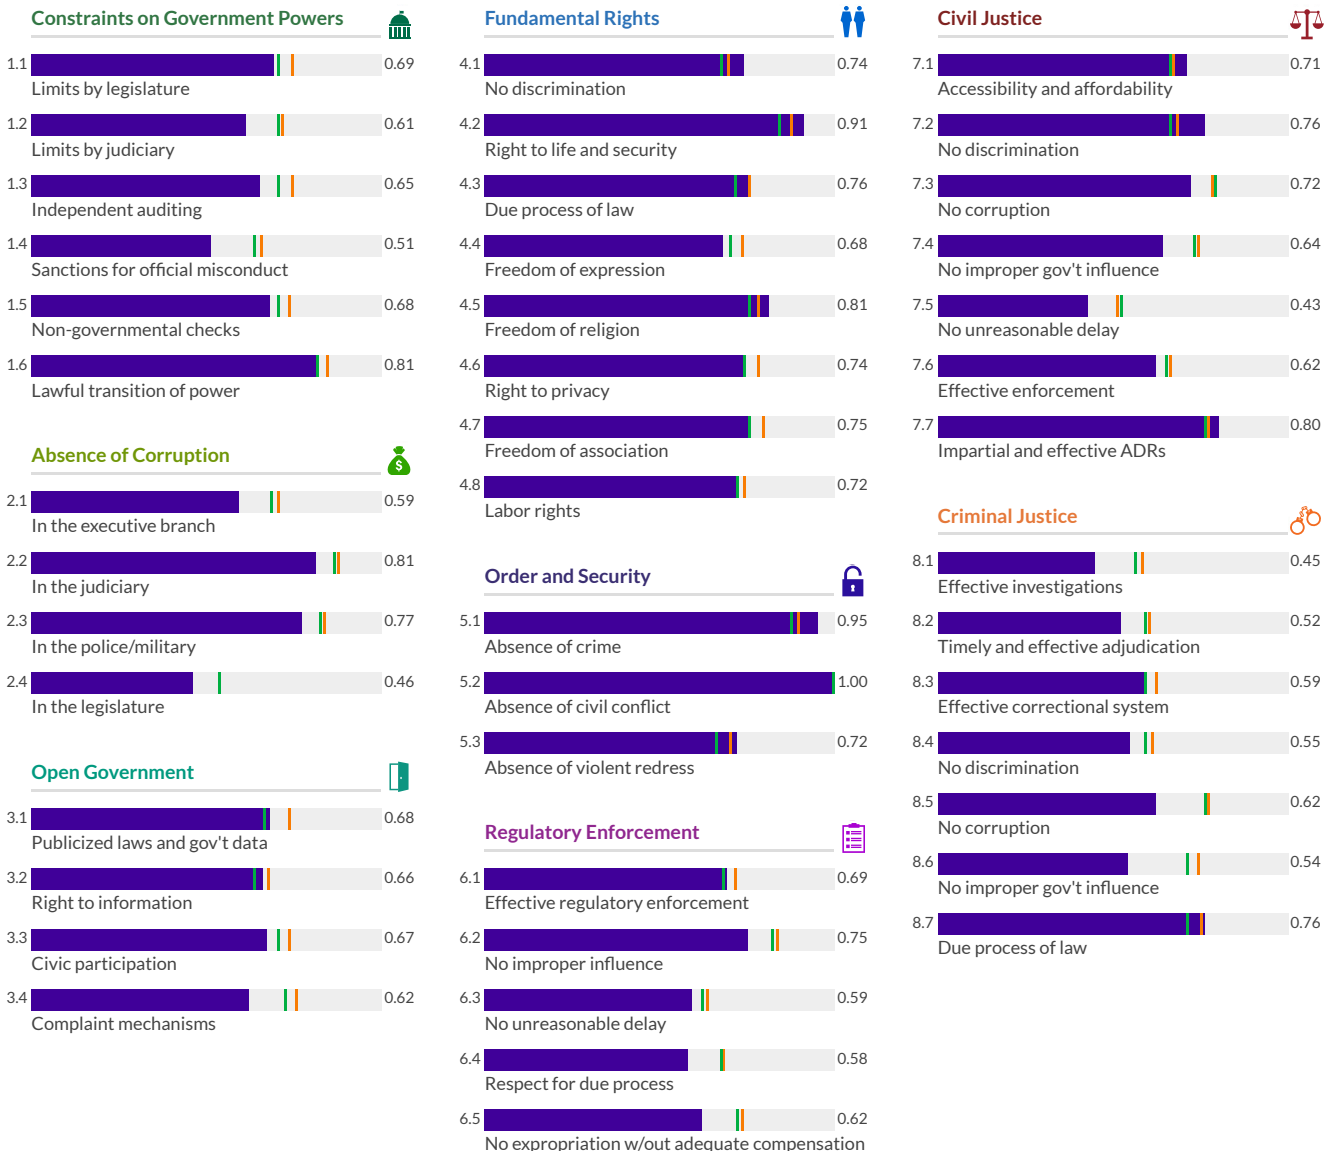 Constraints on Government Powers
1.1 0.69
Limits by legislature
1.2 0.61
Limits by judiciary
1.3 0.65
Independent auditing
1.4 0.51
Sanctions for official misconduct
1.5 0.68
Non-governmental checks
1.6 0.81
Lawful transition of power
Absence of Corruption
$
2.1 0.59
In the executive branch
2.2 0.81
In the judiciary
2.3 0.77
In the police/military
2.4 0.46
In the legislature
Open Government
3.1 0.68
Publicized laws and gov't data
3.2 0.66
Right to information
3.3 0.67
Civic participation
3.4 0.62
Complaint mechanisms
Fundamental Rights
4.1 0.74
No discrimination
4.2 0.91
Right to life and security
4.3 0.76
Due process of law
4.4 0.68
Freedom of expression
4.5 0.81
Freedom of religion
4.6 0.74
Right to privacy
4.7 0.75
Freedom of association
4.8 0.72
Labor rights
Order and Security
5.1 0.95
Absence of crime
5.2 1.00
Absence of civil conflict
5.3 0.72
Absence of violent redress
Regulatory Enforcement
6.1 0.69
Effective regulatory enforcement
6.2 0.75
No improper influence
6.3 0.59
No unreasonable delay
6.4 0.58
Respect for due process
6.5 0.62
No expropriation w/out adequate compensation
Civil Justice
7.1 0.71
Accessibility and affordability
7.2 0.76
No discrimination
7.3 0.72
No corruption
7.4 0.64
No improper gov't influence
7.5 0.43
No unreasonable delay
7.6 0.62
Effective enforcement
7.7 0.80
Impartial and effective ADRs
Criminal Justice
8.1 0.45
Effective investigations
8.2 0.52
Timely and effective adjudication
8.3 0.59
Effective correctional system
8.4 0.55
No discrimination
8.5 0.62
No corruption
8.6 0.54
No improper gov't influence
8.7 0.76
Due process of law